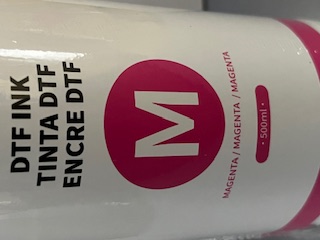 DTF INK
TINTA DTF
ENCRE DTF
M
MAGENTA / MAGENTA / MAGENTA
• 500ml •